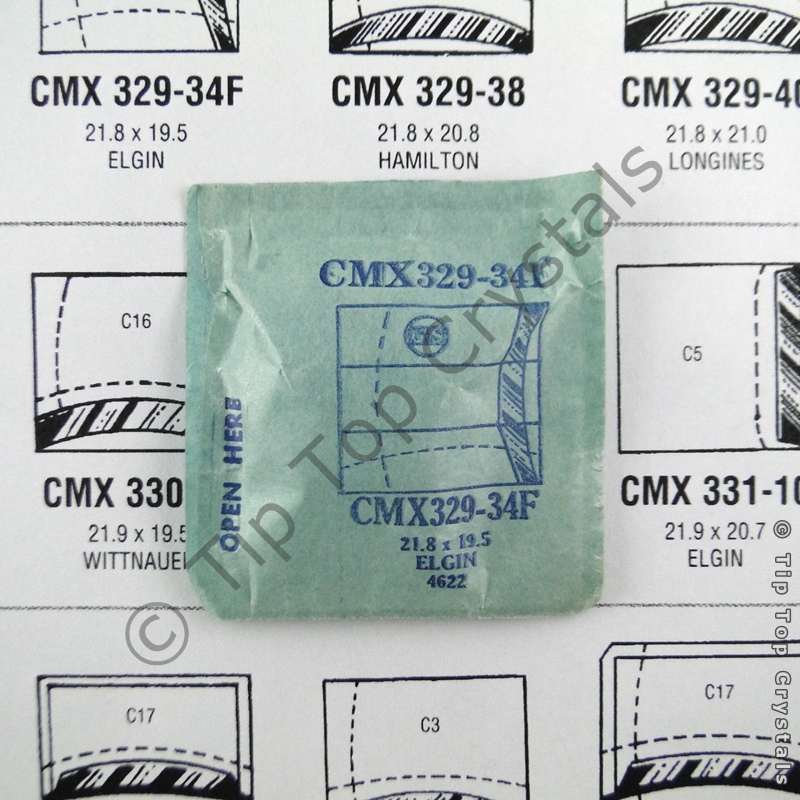 CMX 329-34F
21.8 x 19.5
ELGIN
CMX 329-38
21.8 x 20.8
HAMILTON
CMX 329-40
21.8 x 21.0
LONGINES
C16
CMX 330
21.9 x 19.5
WITTNAUE
OPEN HERE
CMX329-34F
CMX329-34F
21.8 x 19.5
ELGIN
4622
C5
CMX 331-10
21.9 x 20.7
ELGIN
C17
C3
C17
© Tip Top Crystals
© Tip Top Crystals